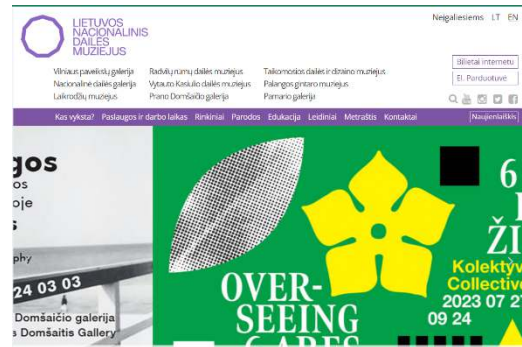 Neįgaliesiems LT EN
LIETUVOS
NACIONALINIS
DAILĖS
MUZIEJUS
Bilietai internetu
El. Parduotuvė
Vilniaus paveikslų galerija Radvilų rūmų dailės muziejus Taikomosios dailės ir dizaino muziejus
Nacionalinė dailės galerija Vytauto Kasiulio dailės muziejus Palangos gintaro muziejus
Laikrodžių muziejus Prano Domšaičio galerija Pamario galerija
Kas vyksta? Paslaugos ir darbo laikas Rinkiniai Parodos Edukacija Leidiniai Metraštis Kontaktai Naujienlaiškis
gos
os
oje
s
phy
24 03 03
Domšaičio galerija
s Domšaitis Gallery
OVER-
SEEING
6 ARES
6
ŽI
Kolektyv
Collective
2023 07 27
09 24